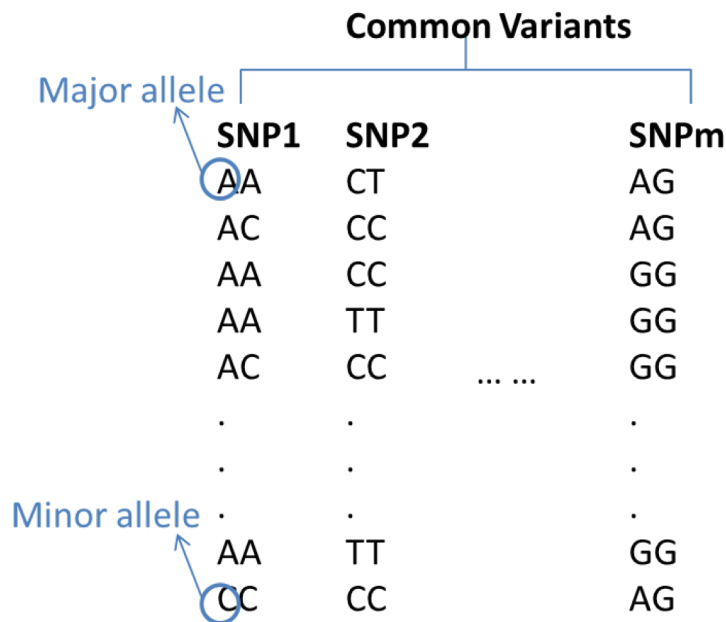 Common Variants
Major allele
SNP1 SNP2 SNPm
AA CT AG
AC CC AG
AA CC GG
AA TT GG
AC CC ... ... GG
. . .
. . .
Minor allele . . .
AA TT GG
CC CC AG